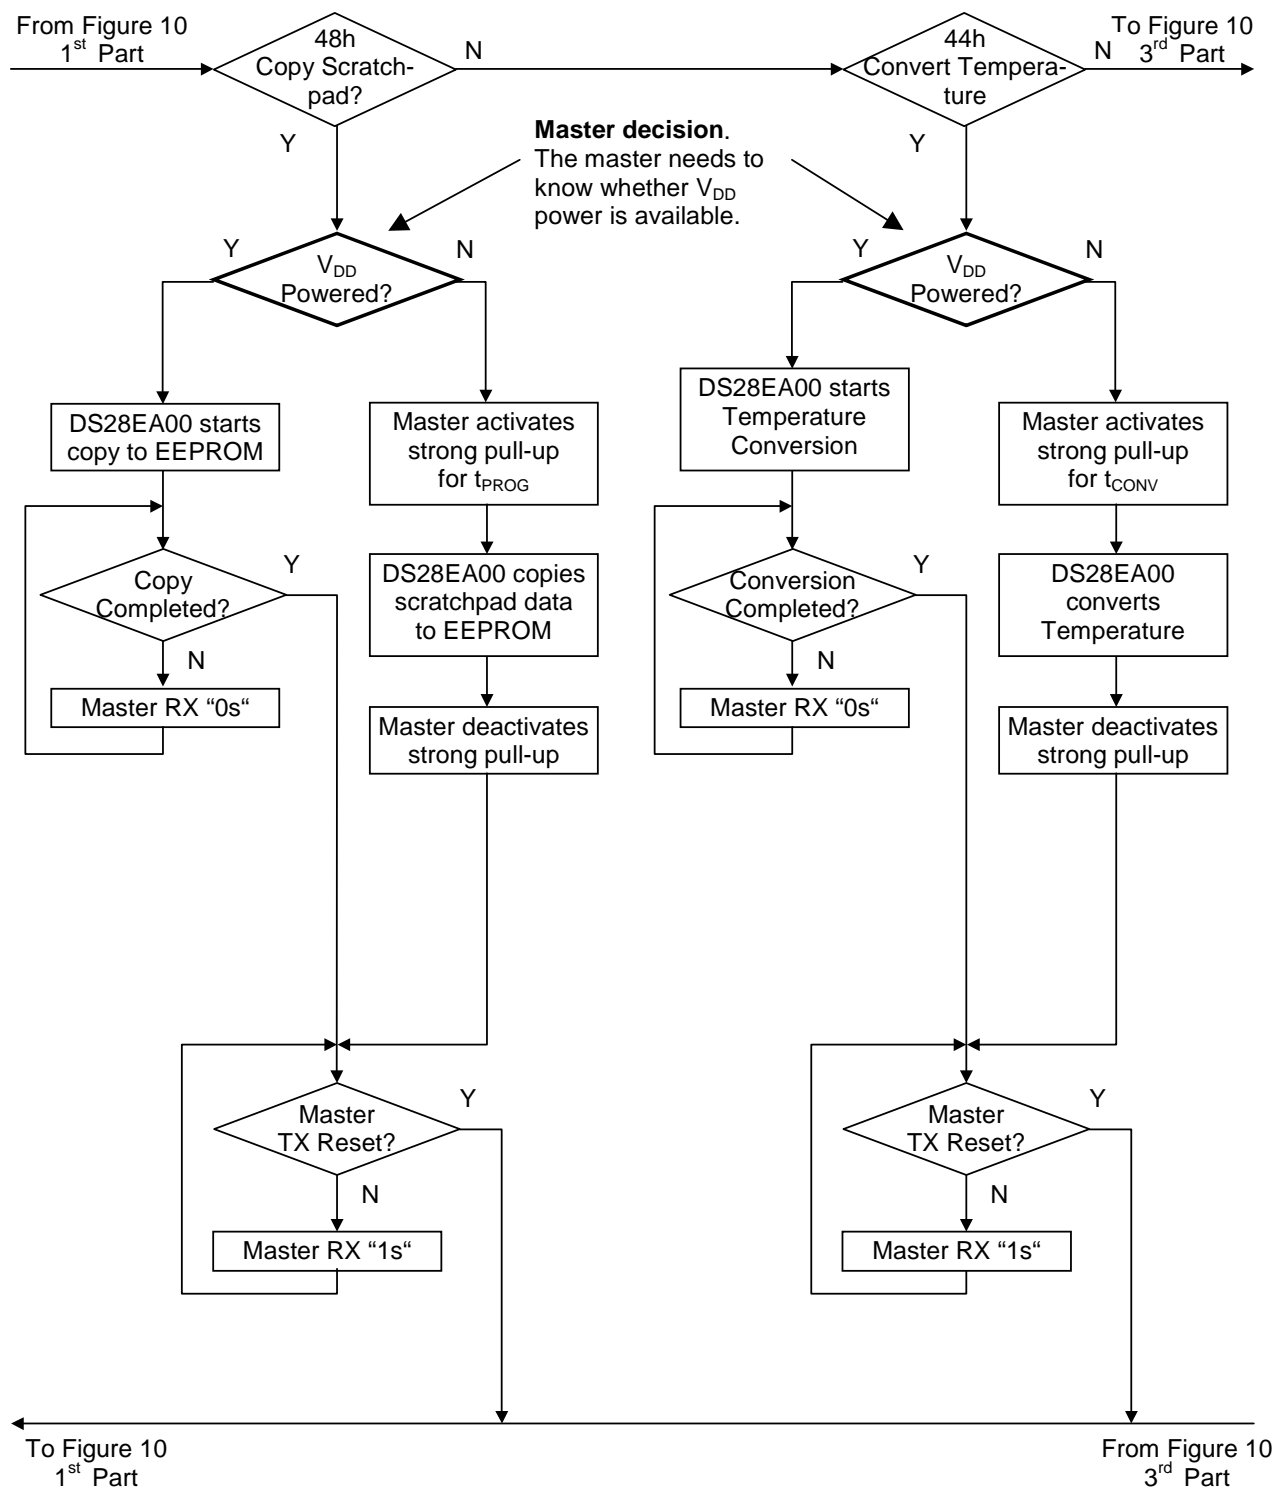 From Figure 10
1st Part
48h
Copy Scratch-
pad?
N
44h
Convert Tempera-
ture
N
To Figure 10
3rd Part
Y
Master decision.
The master needs to
know whether VDD
power is available.
Y
Y
VDD
Powered?
N
Y
VDD
Powered?
N
DS28EA00 starts
copy to EEPROM
Master activates
strong pull-up
for tPROG
DS28EA00 starts
Temperature
Conversion
Master activates
strong pull-up
for tCONV
Copy
Completed?
Y
DS28EA00 copies
scratchpad data
to EEPROM
Conversion
Completed?
Y
DS28EA00
converts
Temperature
N
Master RX “0s“
Master deactivates
strong pull-up
N
Master RX “0s“
Master deactivates
strong pull-up
Master
TX Reset?
Y
Master
TX Reset?
Y
N
Master RX “1s“
N
Master RX “1s“
To Figure 10
1st Part
From Figure 10
3rd Part